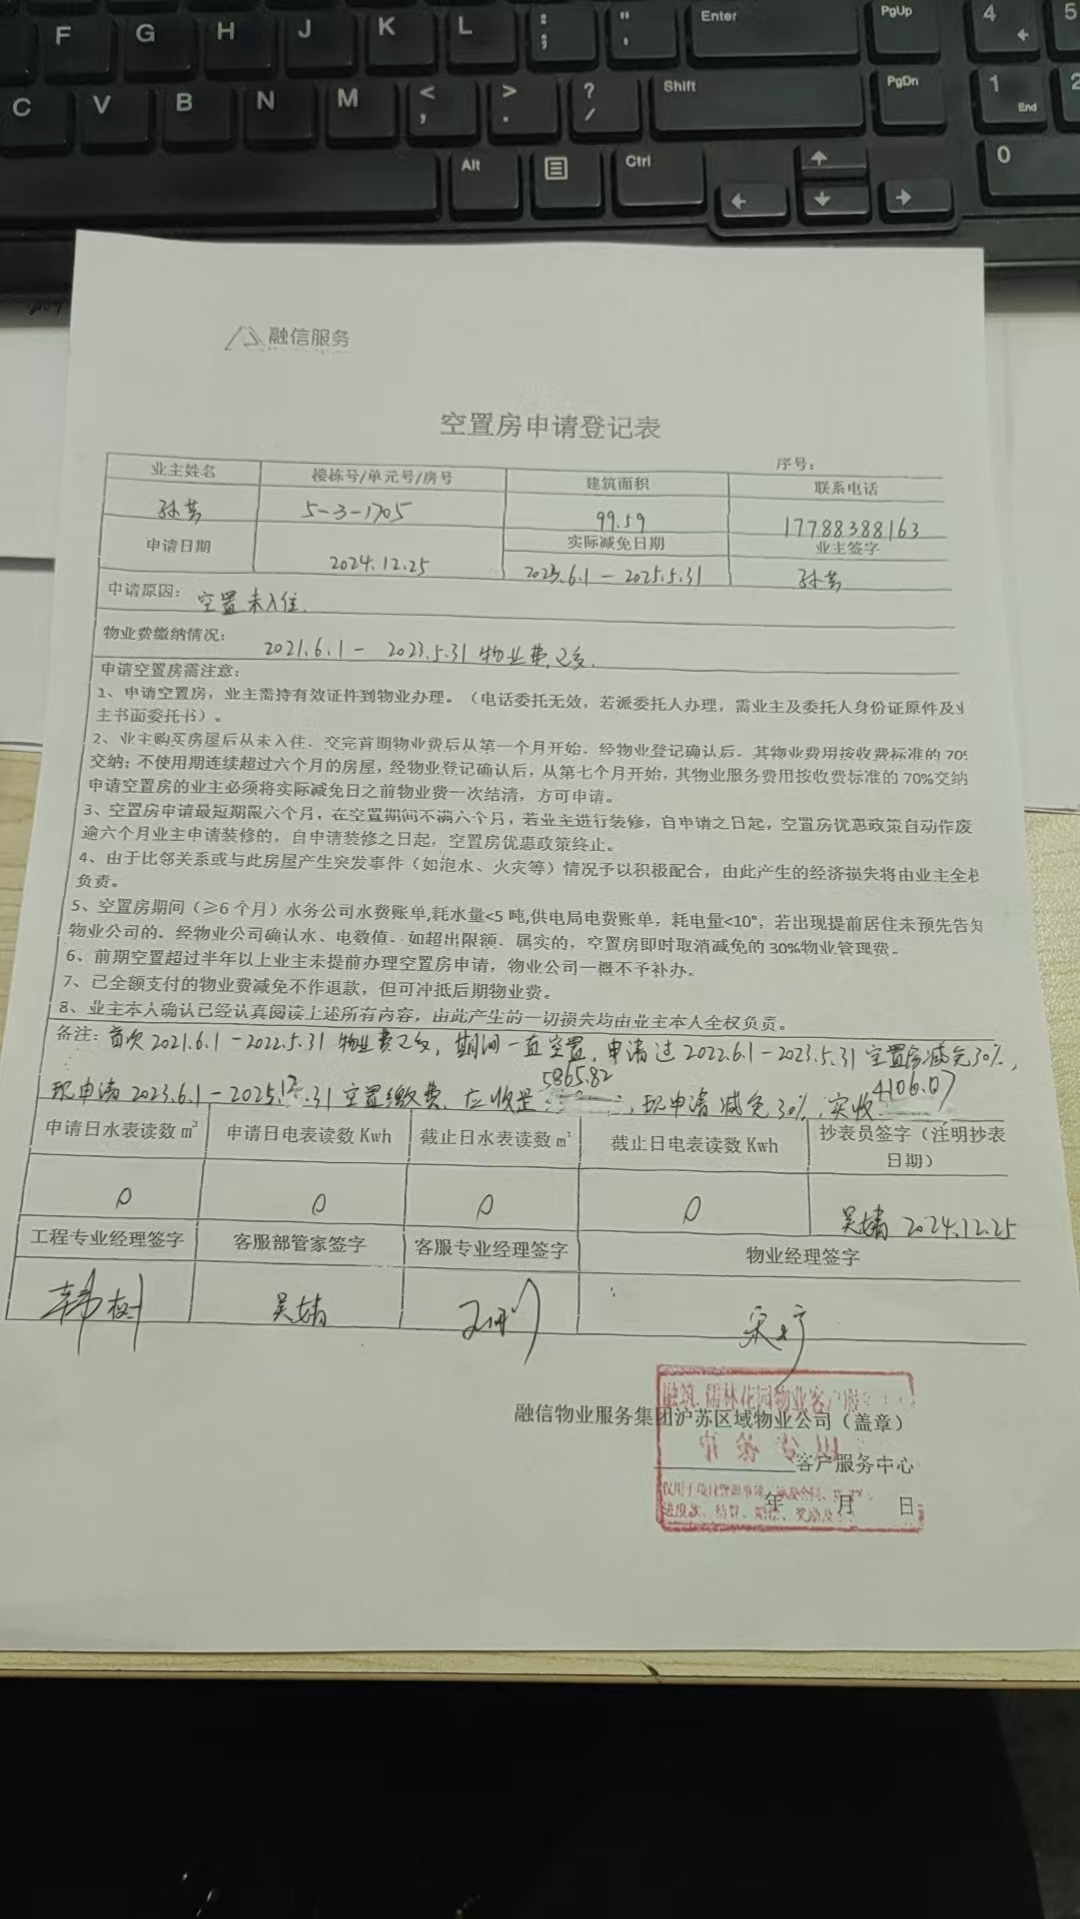 F G H J K L : ; " ' Enter PgUp 4 5
C V B N M < , > . ? / Shift PgDn 1 End 2
Alt Ctrl 0
融信服务
空置房申请登记表
序号:
业主姓名 楼栋号/单元号/房号 建筑面积 联系电话
5-3-1705 99.59 17788388163
申请日期 2024.12.25 实际减免日期 业主签字
2023.6.1-2025.5.31
申请原因: 空置未入住.
物业费缴纳情况: 2021.6.1-2023.5.31物业费已交.
申请空置房需注意:
1、申请空置房,业主需持有效证件到物业办理。(电话委托无效,若派委托人办理,需业主及委托人身份证原件及业
主书面委托书)。
2、业主购买房屋后从未入住、交完首期物业费后从第一个月开始、经物业登记确认后、其物业费用按收费标准的70%
交纳;不使用期连续超过六个月的房屋,经物业登记确认后,从第七个月开始,其物业服务费用按收费标准的70%交纳
申请空置房的业主必须将实际减免日之前物业费一次结清,方可申请。
3、空置房申请最短期限六个月,在空置期间不满六个月,若业主进行装修,自申请之日起,空置房优惠政策自动作废
逾六个月业主申请装修的,自申请装修之日起,空置房优惠政策终止。
4、由于比邻关系或与此房屋产生突发事件(如泡水、火灾等)情况予以积极配合,由此产生的经济损失将由业主全权
负责。
5、空置房期间(≥6个月)水务公司水费账单,耗水量<5吨,供电局电费账单,耗电量<10°,若出现提前居住未预先告知
物业公司的、经物业公司确认水、电数值、如超出限额、属实的,空置房即时取消减免的30%物业管理费。
6、前期空置超过半年以上业主未提前办理空置房申请,物业公司一概不予补办。
7、已全额支付的物业费减免不作退款,但可冲抵后期物业费。
8、业主本人确认已经认真阅读上述所有内容,由此产生的一切损失均由业主本人全权负责。
备注: 首次2021.6.1-2022.5.31物业费已交,期间一直空置,申请过2022.6.1-2023.5.31空置房减免30%,
现申请2023.6.1-2025.12.31空置缴费,应收是5865.82,现申请减免30%,实收4106.07
申请日水表读数m³ 申请日电表读数Kwh 截止日水表读数m³ 截止日电表读数Kwh 抄表员签字(注明抄表
日期)
0 0 0 0 吴婧 2024.12.25
工程专业经理签字 客服部管家签字 客服专业经理签字 物业经理签字
吴婧
融信物业服务集团沪苏区域物业公司(盖章)
客户服务中心
年 月 日